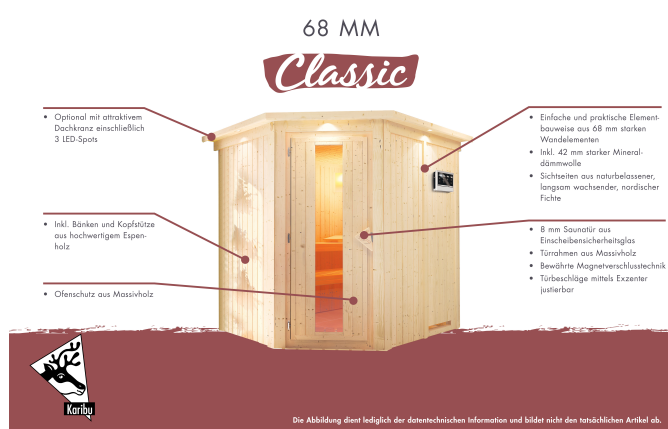 68 MM
Classic
• Optional mit attraktivem
Dachkranz einschließlich
3 LED-Spots
• Inkl. Bänken und Kopfstütze
aus hochwertigem Espen-
holz
• Ofenschutz aus Massivholz
• Einfache und praktische Element-
bauweise aus 68 mm starken
Wandelementen
• Inkl. 42 mm starker Mineral-
dämmwolle
• Sichtseiten aus naturbelassener,
langsam wachsender, nordischer
Fichte
• 8 mm Saunatür aus
Einscheibensicherheitsglas
• Türrahmen aus Massivholz
• Bewährte Magnetverschlusstechnik
• Türbeschläge mittels Exzenter
justierbar
Karibu
Die Abbildung dient lediglich der datentechnischen Information und bildet nicht den tatsächlichen Artikel ab.